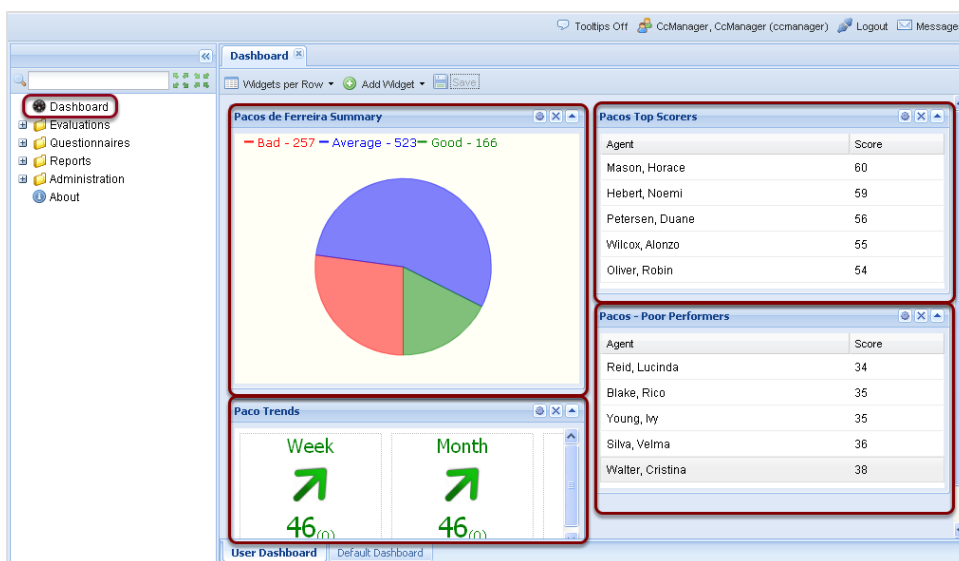 Tooltips Off CcManager, CcManager (ccmanager) Logout Message
Dashboard
Widgets per Row Add Widget Save
Dashboard
Evaluations
Questionnaires
Reports
Administration
About
Pacos de Ferreira Summary
Bad - 257 Average - 523 Good - 166
Paco Trends
Week Month
46(0) 46(0)
Pacos Top Scorers
Agent Score
Mason, Horace 60
Hebert, Noemi 59
Petersen, Duane 56
Wilcox, Alonzo 55
Oliver, Robin 54
Pacos - Poor Performers
Agent Score
Reid, Lucinda 34
Blake, Rico 35
Young, Ivy 35
Silva, Velma 36
Walter, Cristina 38
User Dashboard Default Dashboard